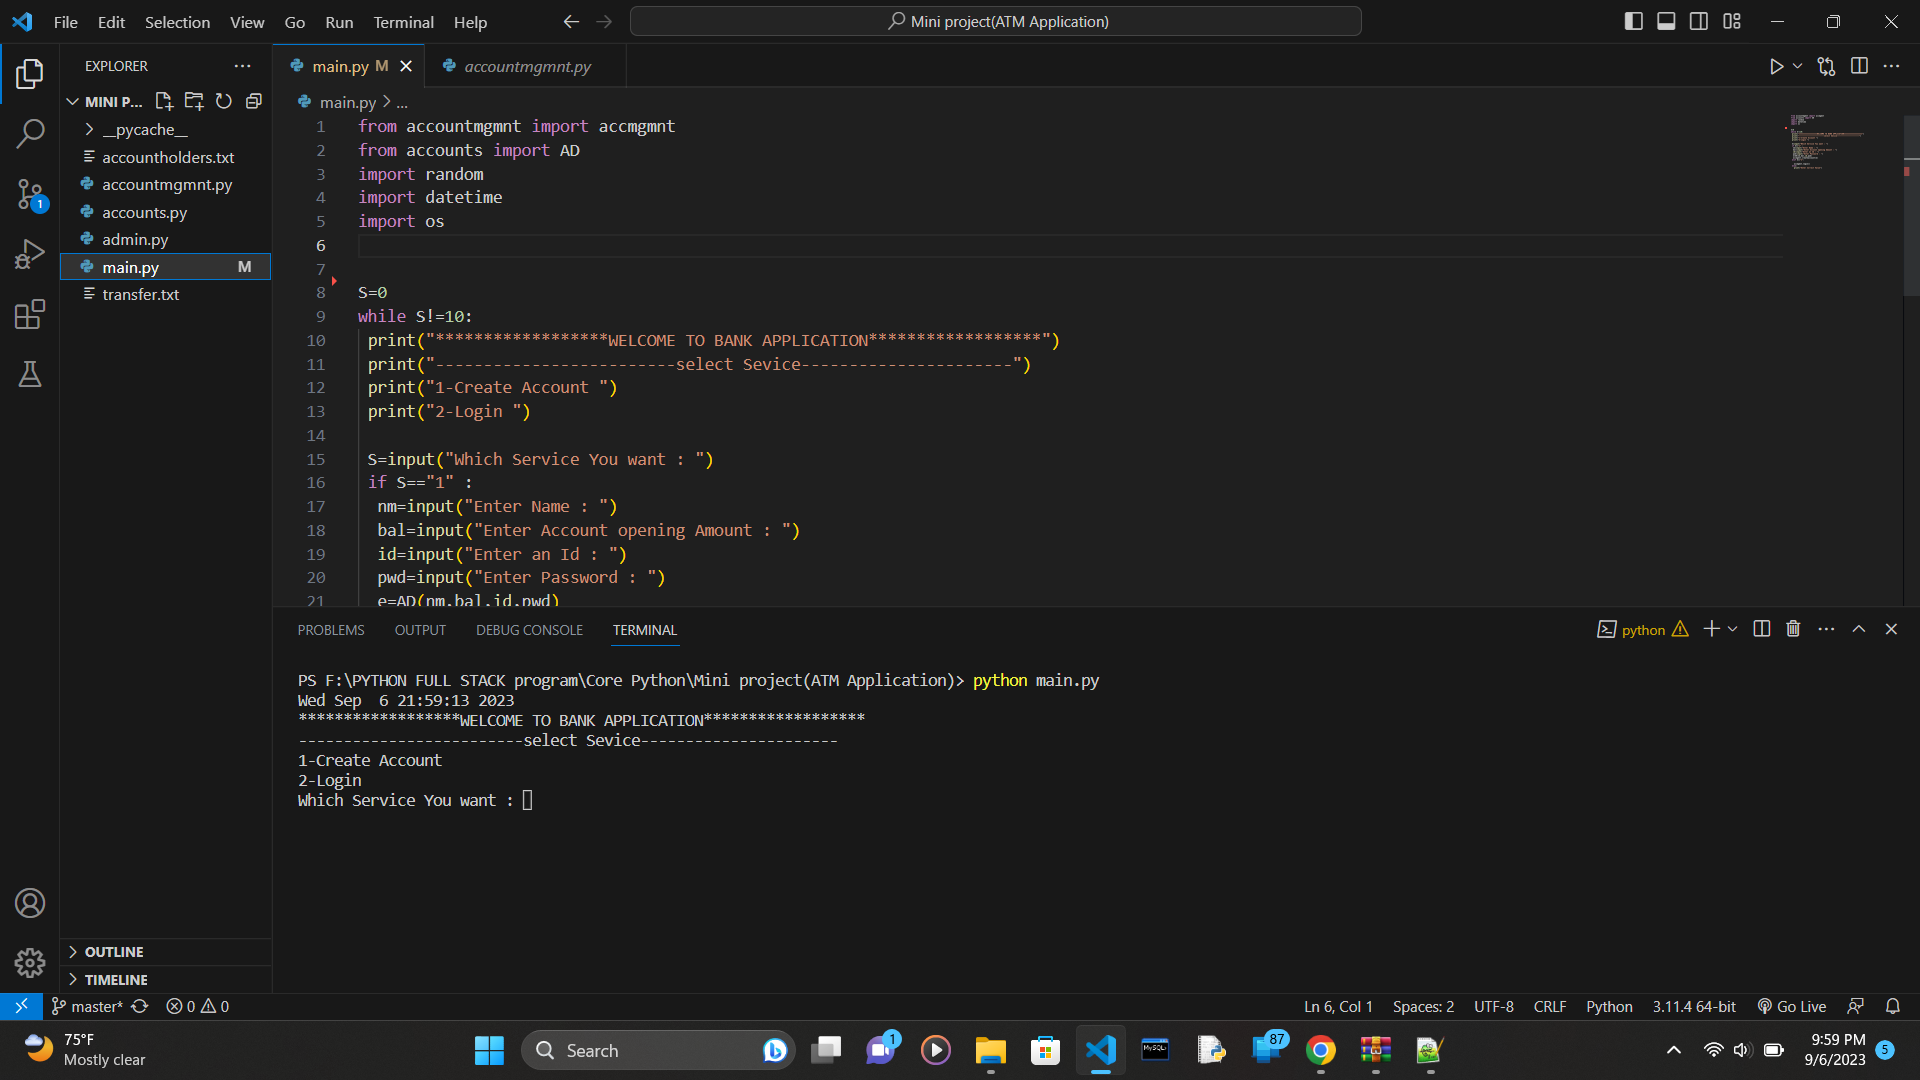 File Edit Selection View Go Run Terminal Help
Mini project(ATM Application)
EXPLORER
MINI P...
__pycache__
accountholders.txt
accountmgmnt.py
accounts.py
admin.py
main.py M
transfer.txt
OUTLINE
TIMELINE
main.py M
accountmgmnt.py
main.py > ...
1 from accountmgmnt import accmgmnt
2 from accounts import AD
3 import random
4 import datetime
5 import os
6
7
8 S=0
9 while S!=10:
10 print("******************WELCOME TO BANK APPLICATION******************")
11 print("-------------------------select Sevice----------------------")
12 print("1-Create Account ")
13 print("2-Login ")
14
15 S=input("Which Service You want : ")
16 if S=="1" :
17 nm=input("Enter Name : ")
18 bal=input("Enter Account opening Amount : ")
19 id=input("Enter an Id : ")
20 pwd=input("Enter Password : ")
21 e=AD(nm,bal,id,pwd)
PROBLEMS OUTPUT DEBUG CONSOLE TERMINAL
python
PS F:\PYTHON FULL STACK program\Core Python\Mini project(ATM Application)> python main.py
Wed Sep  6 21:59:13 2023
******************WELCOME TO BANK APPLICATION******************
-------------------------select Sevice----------------------
1-Create Account
2-Login
Which Service You want :
1
master* 0 0
Ln 6, Col 1 Spaces: 2 UTF-8 CRLF Python 3.11.4 64-bit Go Live
75°F
Mostly clear
Search
1
MySQL
87
9:59 PM
9/6/2023
5